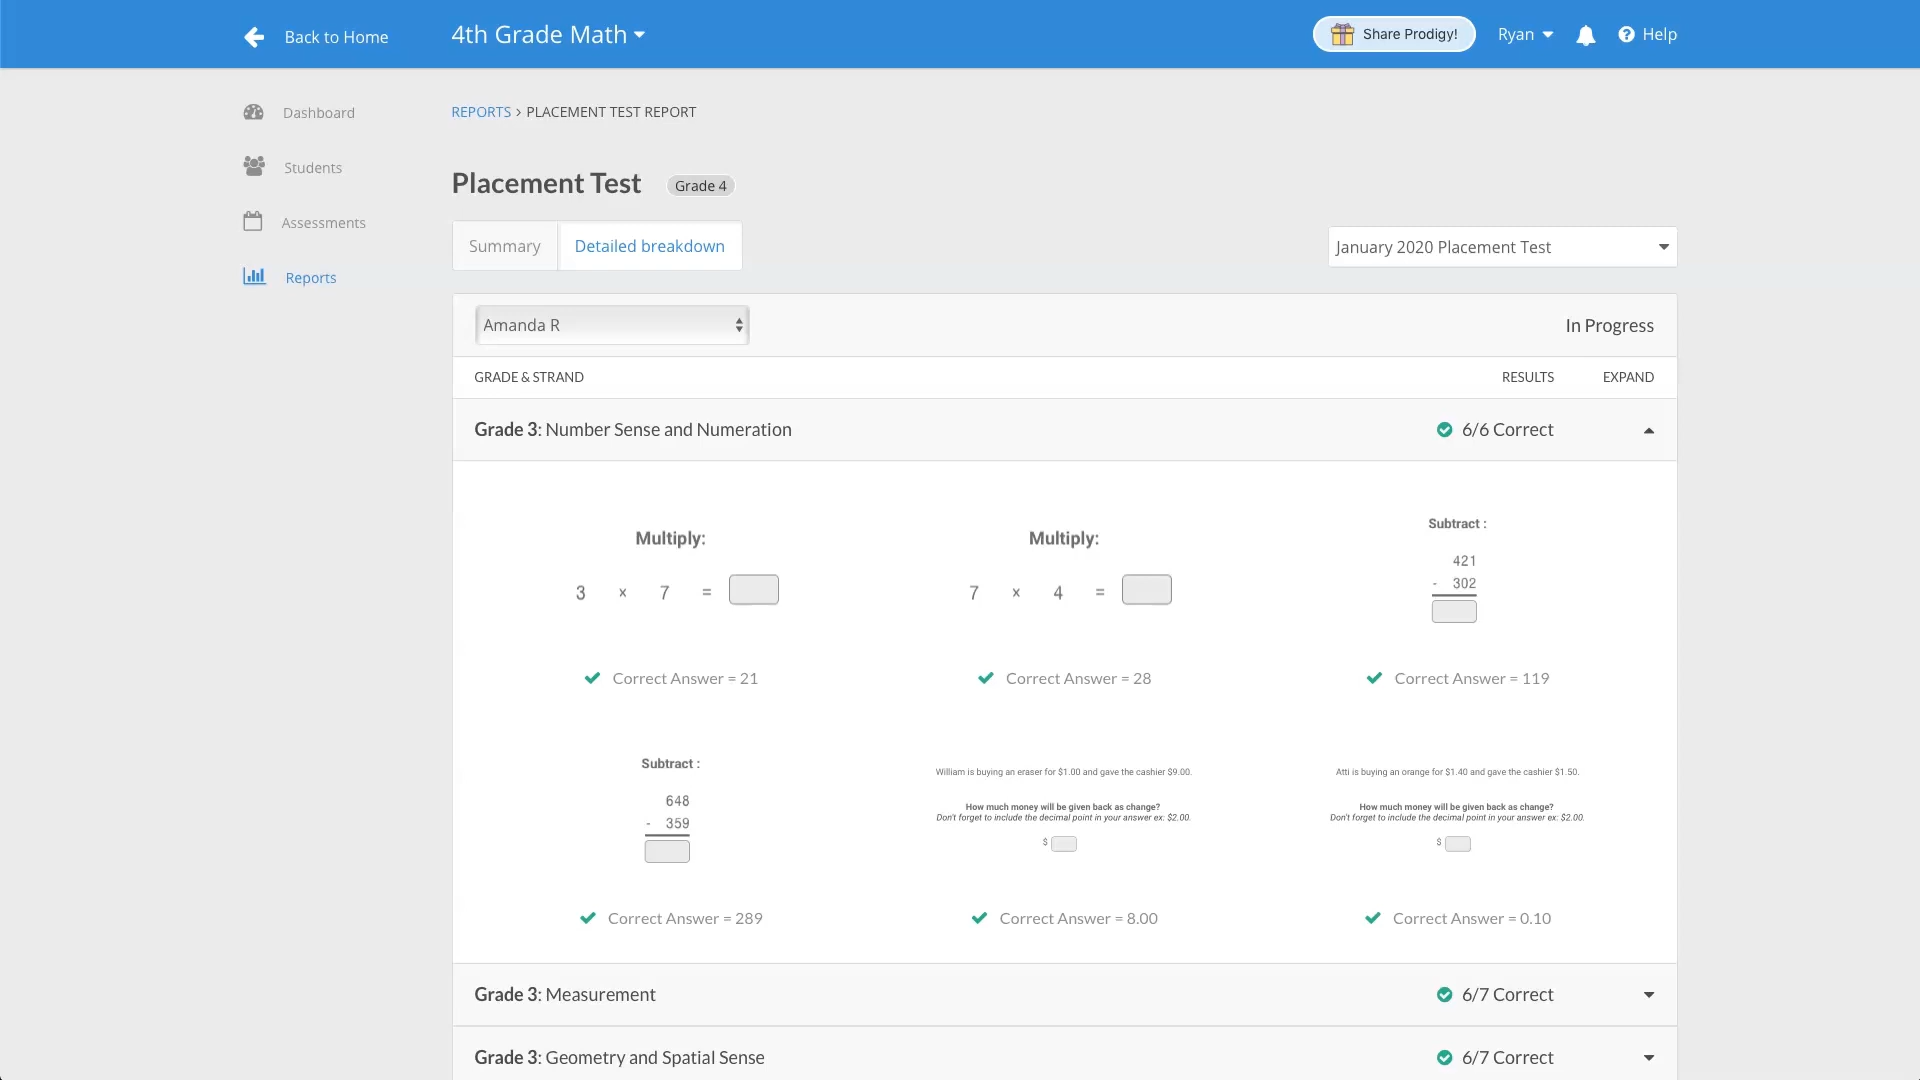 Back to Home
4th Grade Math
Share Prodigy!
Ryan
Help
Dashboard
Students
Assessments
Reports
REPORTS > PLACEMENT TEST REPORT
Placement Test
Grade 4
Summary
Detailed breakdown
January 2020 Placement Test
Amanda R
In Progress
GRADE & STRAND
RESULTS
EXPAND
Grade 3: Number Sense and Numeration
6/6 Correct
Multiply:
3 × 7 =
Correct Answer = 21
Multiply:
7 × 4 =
Correct Answer = 28
Subtract :
421
- 302
Correct Answer = 119
Subtract :
648
- 359
Correct Answer = 289
William is buying an eraser for $1.00 and gave the cashier $9.00.
How much money will be given back as change?
Don't forget to include the decimal point in your answer ex: $2.00.
$
Correct Answer = 8.00
Atti is buying an orange for $1.40 and gave the cashier $1.50.
How much money will be given back as change?
Don't forget to include the decimal point in your answer ex: $2.00.
$
Correct Answer = 0.10
Grade 3: Measurement
6/7 Correct
Grade 3: Geometry and Spatial Sense
6/7 Correct